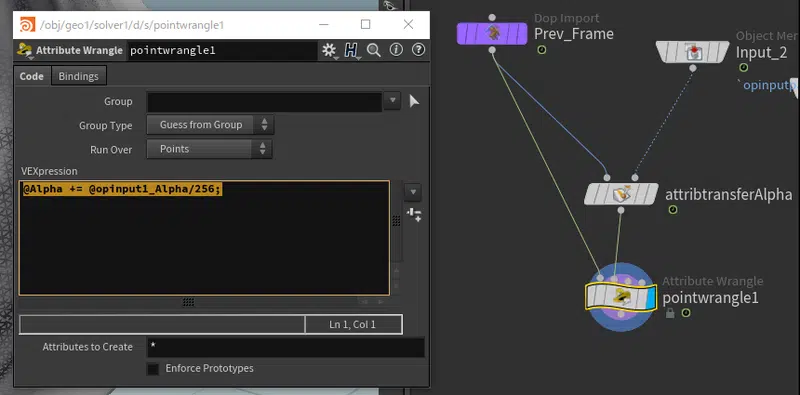 /obj/geo1/solver1/d/s/pointwrangle1
Attribute Wrangle pointwrangle1
Code Bindings
Group
Group Type Guess from Group
Run Over Points
VEXpression
@Alpha += @opinput1_Alpha/256;
Ln 1, Col 1
Attributes to Create *
Enforce Prototypes
Dop Import
Prev_Frame
Object Mer
Input_2
`opinputp
attribtransferAlpha
Attribute Wrangle
pointwrangle1